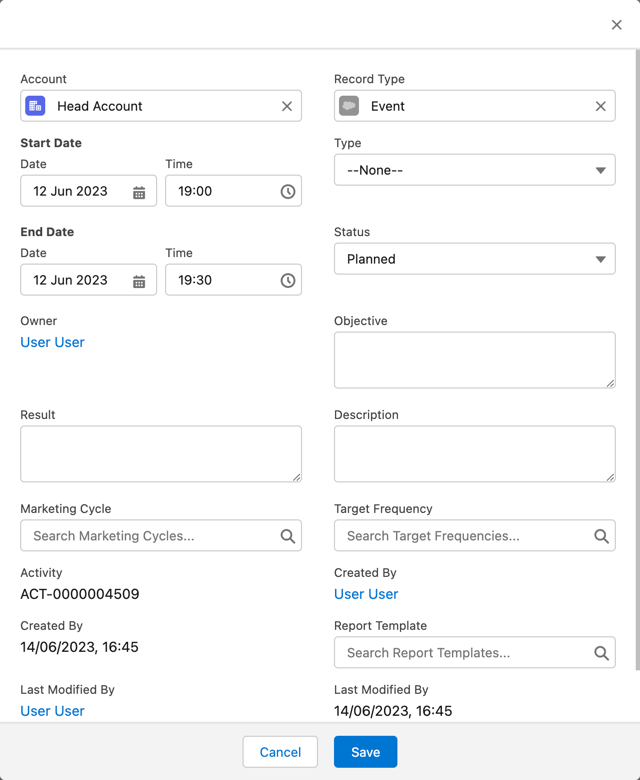 Account
Record Type
Head Account
Event
Start Date
Type
Date
Time
--None--
12 Jun 2023
19:00
End Date
Status
Date
Time
Planned
12 Jun 2023
19:30
Owner
Objective
User User
Result
Description
Marketing Cycle
Target Frequency
Search Marketing Cycles...
Search Target Frequencies...
Activity
Created By
ACT-0000004509
User User
Created By
Report Template
14/06/2023, 16:45
Search Report Templates...
Last Modified By
Last Modified By
User User
14/06/2023, 16:45
Cancel
Save